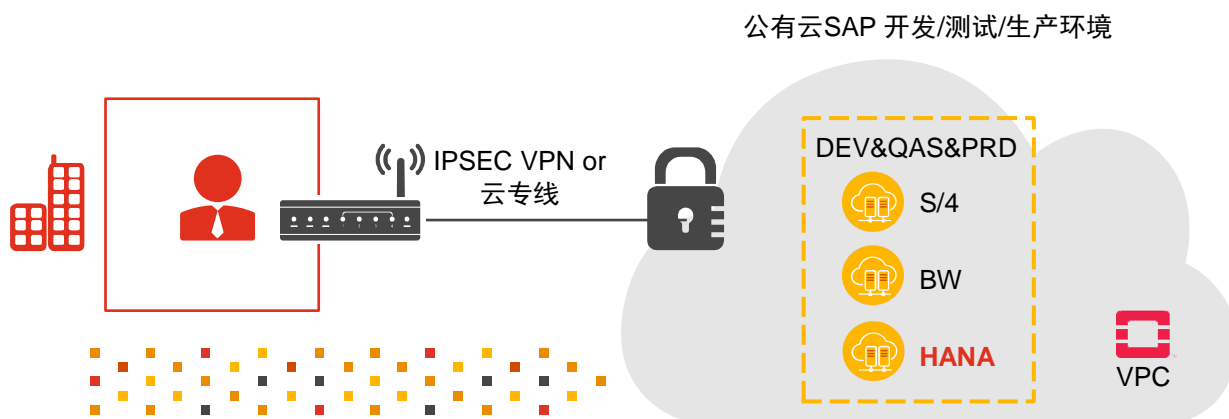 公有云SAP 开发/测试/生产环境
IPSEC VPN or
云专线
DEV&QAS&PRD
S/4
BW
HANA
VPC